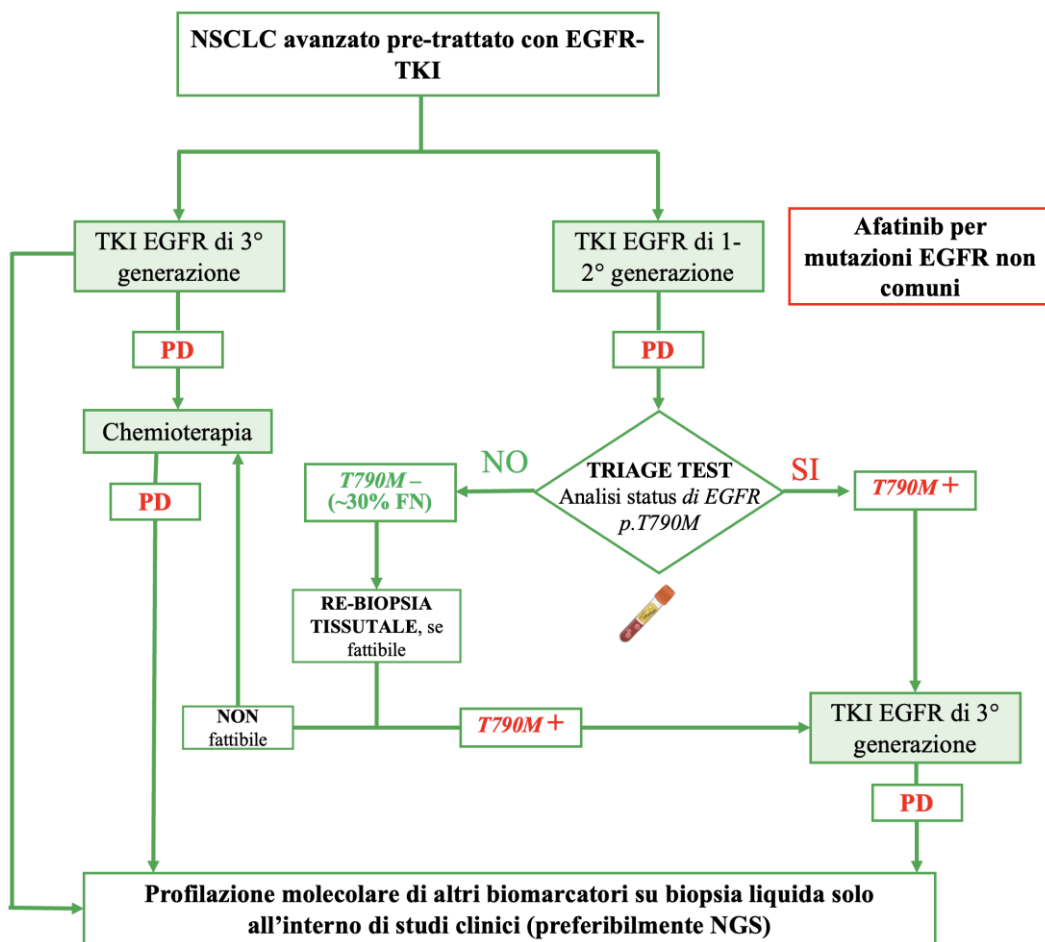 NSCLC avanzato pre-trattato con EGFR-
TKI
TKI EGFR di 3°
generazione
TKI EGFR di 1-
2° generazione
Afatinib per
mutazioni EGFR non
comuni
PD
PD
Chemioterapia
NO
TRIAGE TEST
Analisi status di EGFR
p.T790M
SI
T790M –
(~30% FN)
T790M +
PD
RE-BIOPSIA
TISSUTALE, se
fattibile
NON
fattibile
T790M +
TKI EGFR di 3°
generazione
PD
Profilazione molecolare di altri biomarcatori su biopsia liquida solo
all'interno di studi clinici (preferibilmente NGS)